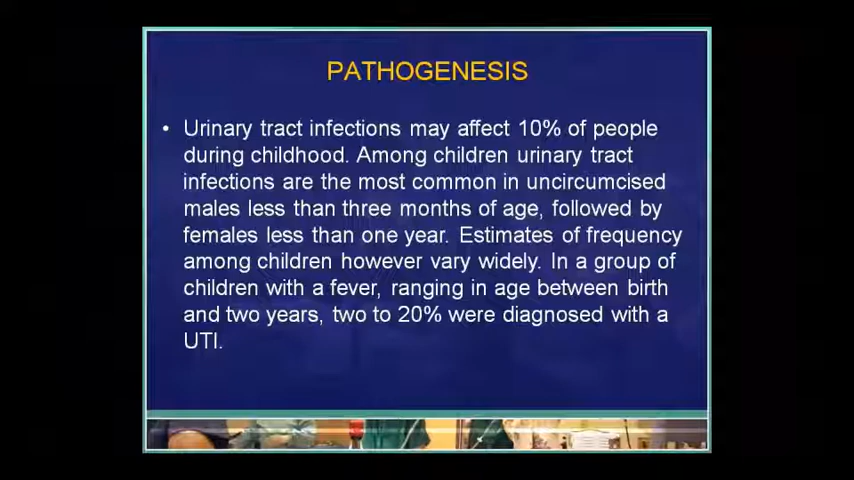 PATHOGENESIS
• Urinary tract infections may affect 10% of people
during childhood. Among children urinary tract
infections are the most common in uncircumcised
males less than three months of age, followed by
females less than one year. Estimates of frequency
among children however vary widely. In a group of
children with a fever, ranging in age between birth
and two years, two to 20% were diagnosed with a
UTI.